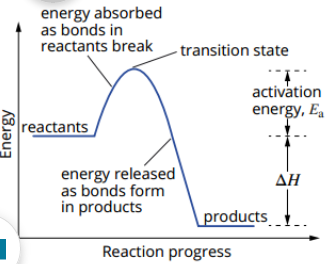 energy absorbed
as bonds in
reactants break
transition state
activation
energy, Eₐ
reactants
Energy
energy released
as bonds form
in products
ΔH
products
Reaction progress